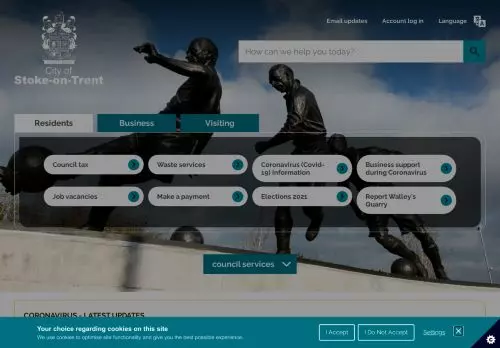 Email updates
Account log in
Language
City of
Stoke-on-Trent
How can we help you today?
Residents
Business
Visiting
Council tax
Waste services
Coronavirus (Covid-
19) Information
Business support
during Coronavirus
Job vacancies
Make a payment
Elections 2021
Report Walley's
Quarry
council services
CORONAVIRUS - LATEST UPDATES
Your choice regarding cookies on this site
We use cookies to optimise site functionality and give you the best possible experience.
I Accept
I Do Not Accept
Settings